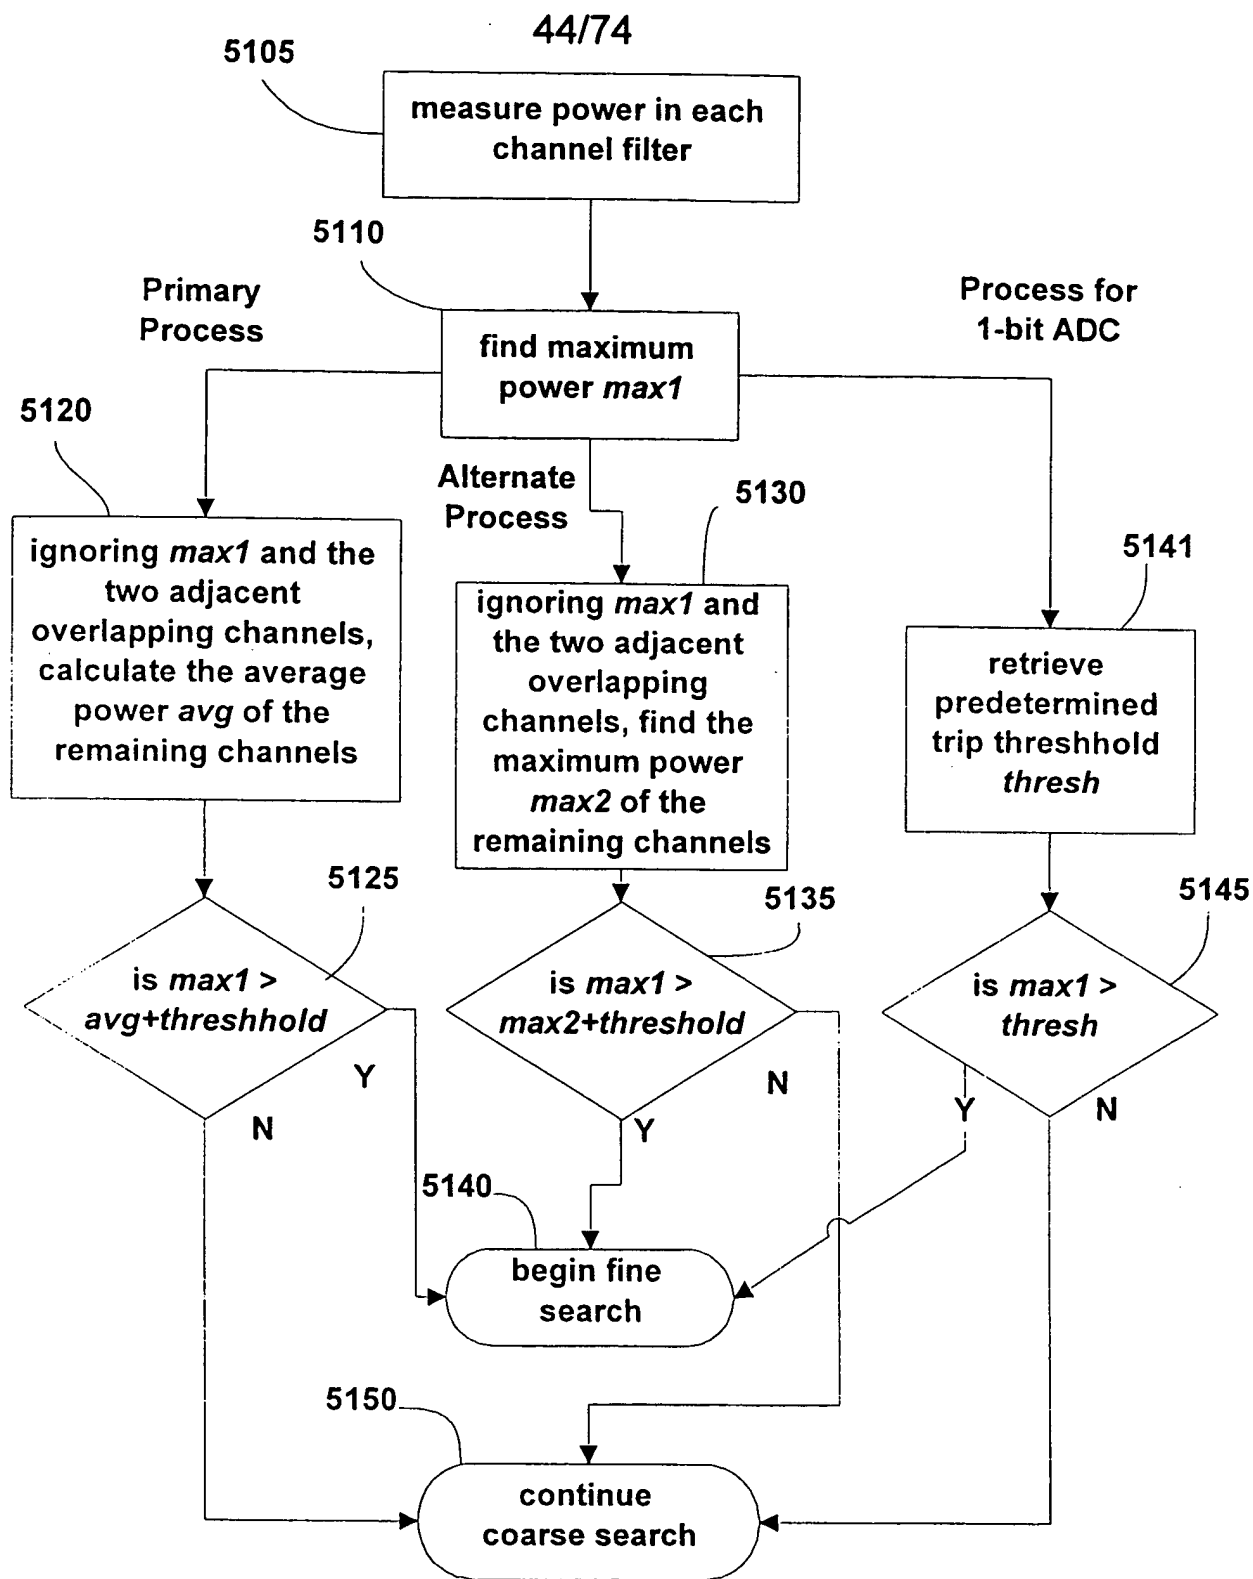 44/74
5105
measure power in each
channel filter
5110
Primary
Process
Process for
1-bit ADC
find maximum
power max1
5120
Alternate
Process
5130
5141
ignoring max1 and the
two adjacent
overlapping channels,
calculate the average
power avg of the
remaining channels
ignoring max1 and
the two adjacent
overlapping
channels, find the
maximum power
max2 of the
remaining channels
retrieve
predetermined
trip threshhold
thresh
5125
5135
5145
is max1 >
avg+threshhold
is max1 >
max2+threshold
is max1 >
thresh
Y
N
N
Y
Y
N
5140
begin fine
search
5150
continue
coarse search